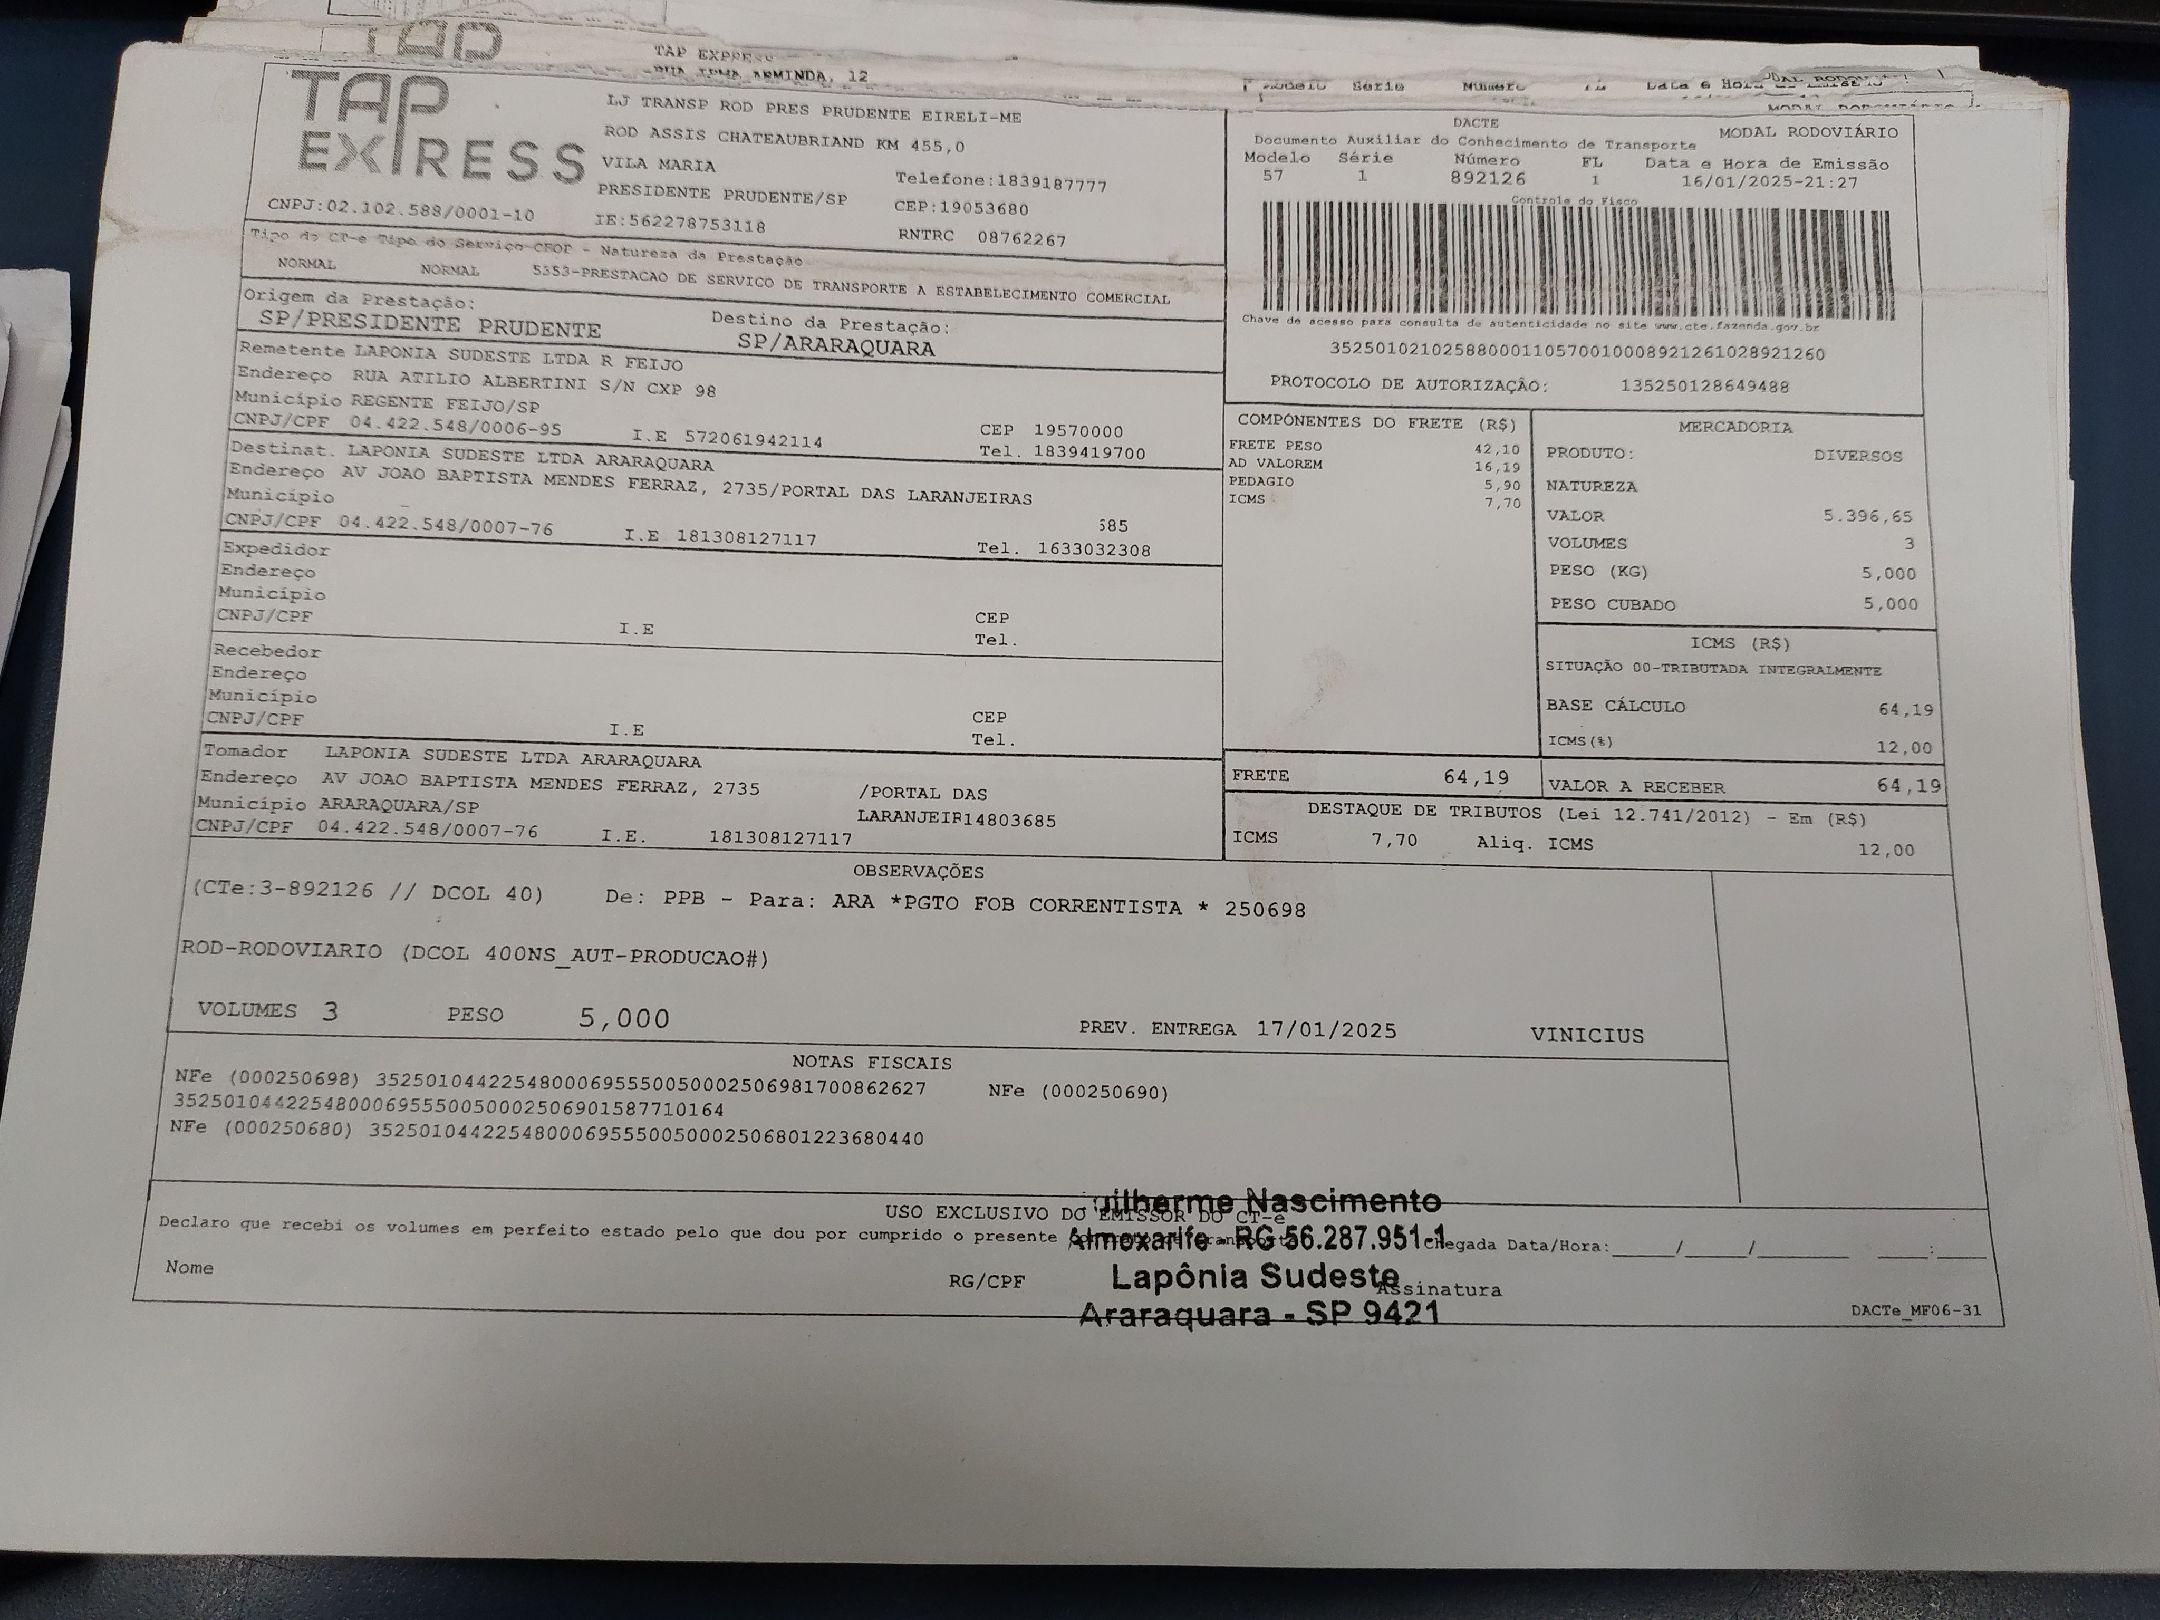 TAP
TAP EXPRESS
ARMINDA, 12
Modelo Série Número FL Data e Hora
TAP
EXPRESS
LJ TRANSP ROD PRES PRUDENTE EIRELI-ME
ROD ASSIS CHATEAUBRIAND KM 455,0
VILA MARIA
Telefone:1839187777
PRESIDENTE PRUDENTE/SP
CEP:19053680
CNPJ:02.102.588/0001-10
IE:562278753118
RNTRC 08762267
DACTE
MODAL RODOVIÁRIO
Documento Auxiliar do Conhecimento de Transporte
Modelo Série Número FL Data e Hora de Emissão
57 1 892126 1 16/01/2025-21:27
Controle do Fisco
Chave de acesso para consulta de autenticidade no site www.cte.fazenda.gov.br
35250102102588000110570010008921261028921260
PROTOCOLO DE AUTORIZAÇÃO: 135250128649488
Tipo do CT-e Tipo do Serviço CFOP - Natureza da Prestação
NORMAL NORMAL 5353-PRESTACAO DE SERVICO DE TRANSPORTE A ESTABELECIMENTO COMERCIAL
Origem da Prestação:
SP/PRESIDENTE PRUDENTE
Destino da Prestação:
SP/ARARAQUARA
Remetente LAPONIA SUDESTE LTDA R FEIJO
Endereço RUA ATILIO ALBERTINI S/N CXP 98
Município REGENTE FEIJO/SP
CEP 19570000
CNPJ/CPF 04.422.548/0006-95 I.E 572061942114
Tel. 1839419700
Destinat. LAPONIA SUDESTE LTDA ARARAQUARA
Endereço AV JOAO BAPTISTA MENDES FERRAZ, 2735/PORTAL DAS LARANJEIRAS
Município
685
CNPJ/CPF 04.422.548/0007-76 I.E 181308127117
Tel. 1633032308
Expedidor
Endereço
Município
CEP
CNPJ/CPF I.E
Tel.
Recebedor
Endereço
Município
CEP
CNPJ/CPF I.E
Tel.
Tomador LAPONIA SUDESTE LTDA ARARAQUARA
Endereço AV JOAO BAPTISTA MENDES FERRAZ, 2735 /PORTAL DAS
Município ARARAQUARA/SP LARANJEIR14803685
CNPJ/CPF 04.422.548/0007-76 I.E. 181308127117
COMPONENTES DO FRETE (R$)
FRETE PESO 42,10
AD VALOREM 16,19
PEDAGIO 5,90
ICMS 7,70
MERCADORIA
PRODUTO: DIVERSOS
NATUREZA
VALOR 5.396,65
VOLUMES 3
PESO (KG) 5,000
PESO CUBADO 5,000
ICMS (R$)
SITUAÇÃO 00-TRIBUTADA INTEGRALMENTE
BASE CÁLCULO 64,19
ICMS(%) 12,00
FRETE 64,19
VALOR A RECEBER 64,19
DESTAQUE DE TRIBUTOS (Lei 12.741/2012) - Em (R$)
ICMS 7,70 Aliq. ICMS 12,00
OBSERVAÇÕES
(CTe:3-892126 // DCOL 40) De: PPB - Para: ARA *PGTO FOB CORRENTISTA * 250698
ROD-RODOVIARIO (DCOL 400NS_AUT-PRODUCAO#)
VOLUMES 3 PESO 5,000 PREV. ENTREGA 17/01/2025 VINICIUS
NOTAS FISCAIS
NFe (000250698) 35250104422548000695550050002506981700862627 NFe (000250690)
35250104422548000695550050002506901587710164
NFe (000250680) 35250104422548000695550050002506801223680440
USO EXCLUSIVO DO EMISSOR DO CT-e
Declaro que recebi os volumes em perfeito estado pelo que dou por cumprido o presente
Chegada Data/Hora:_____/_____/________ ____:____
Nome RG/CPF Assinatura
uilherme Nascimento
Almoxarife - RG 56.287.951-1
Lapônia Sudeste
Araraquara - SP 9421
DACTe_MF06-31